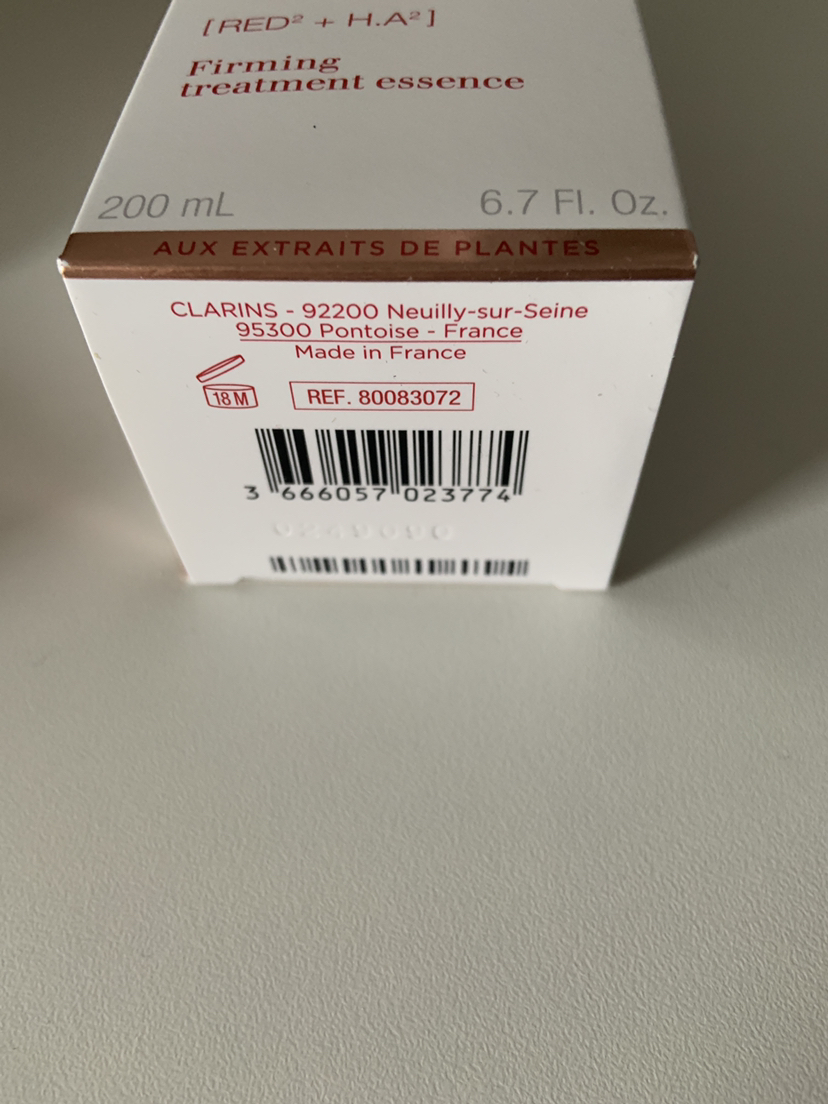 [RED² + H.A²]
Firming
treatment essence
200 mL
6.7 Fl. Oz.
AUX EXTRAITS DE PLANTES
CLARINS - 92200 Neuilly-sur-Seine
95300 Pontoise - France
Made in France
18 M
REF. 80083072
3 666057 023774